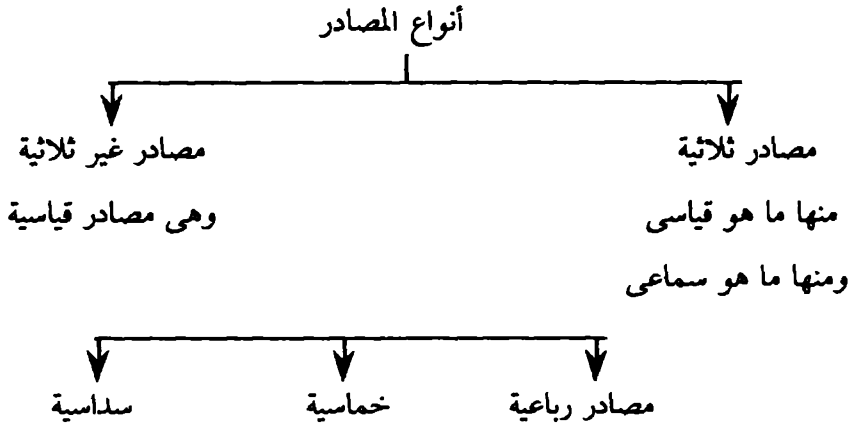 أنواع المصادر
مصادر ثلاثية
مصادر غير ثلاثية
منها ما هو قياسى
وهى مصادر قياسية
ومنها ما هو سماعى
مصادر رباعية
خماسية
سداسية